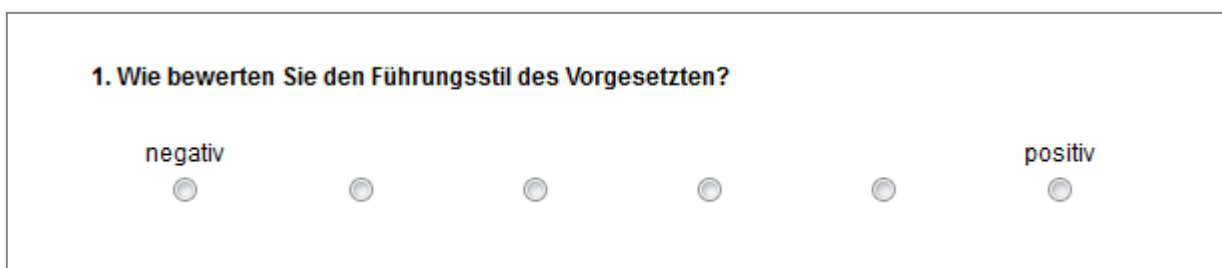 1. Wie bewerten Sie den Führungsstil des Vorgesetzten?
negativ positiv